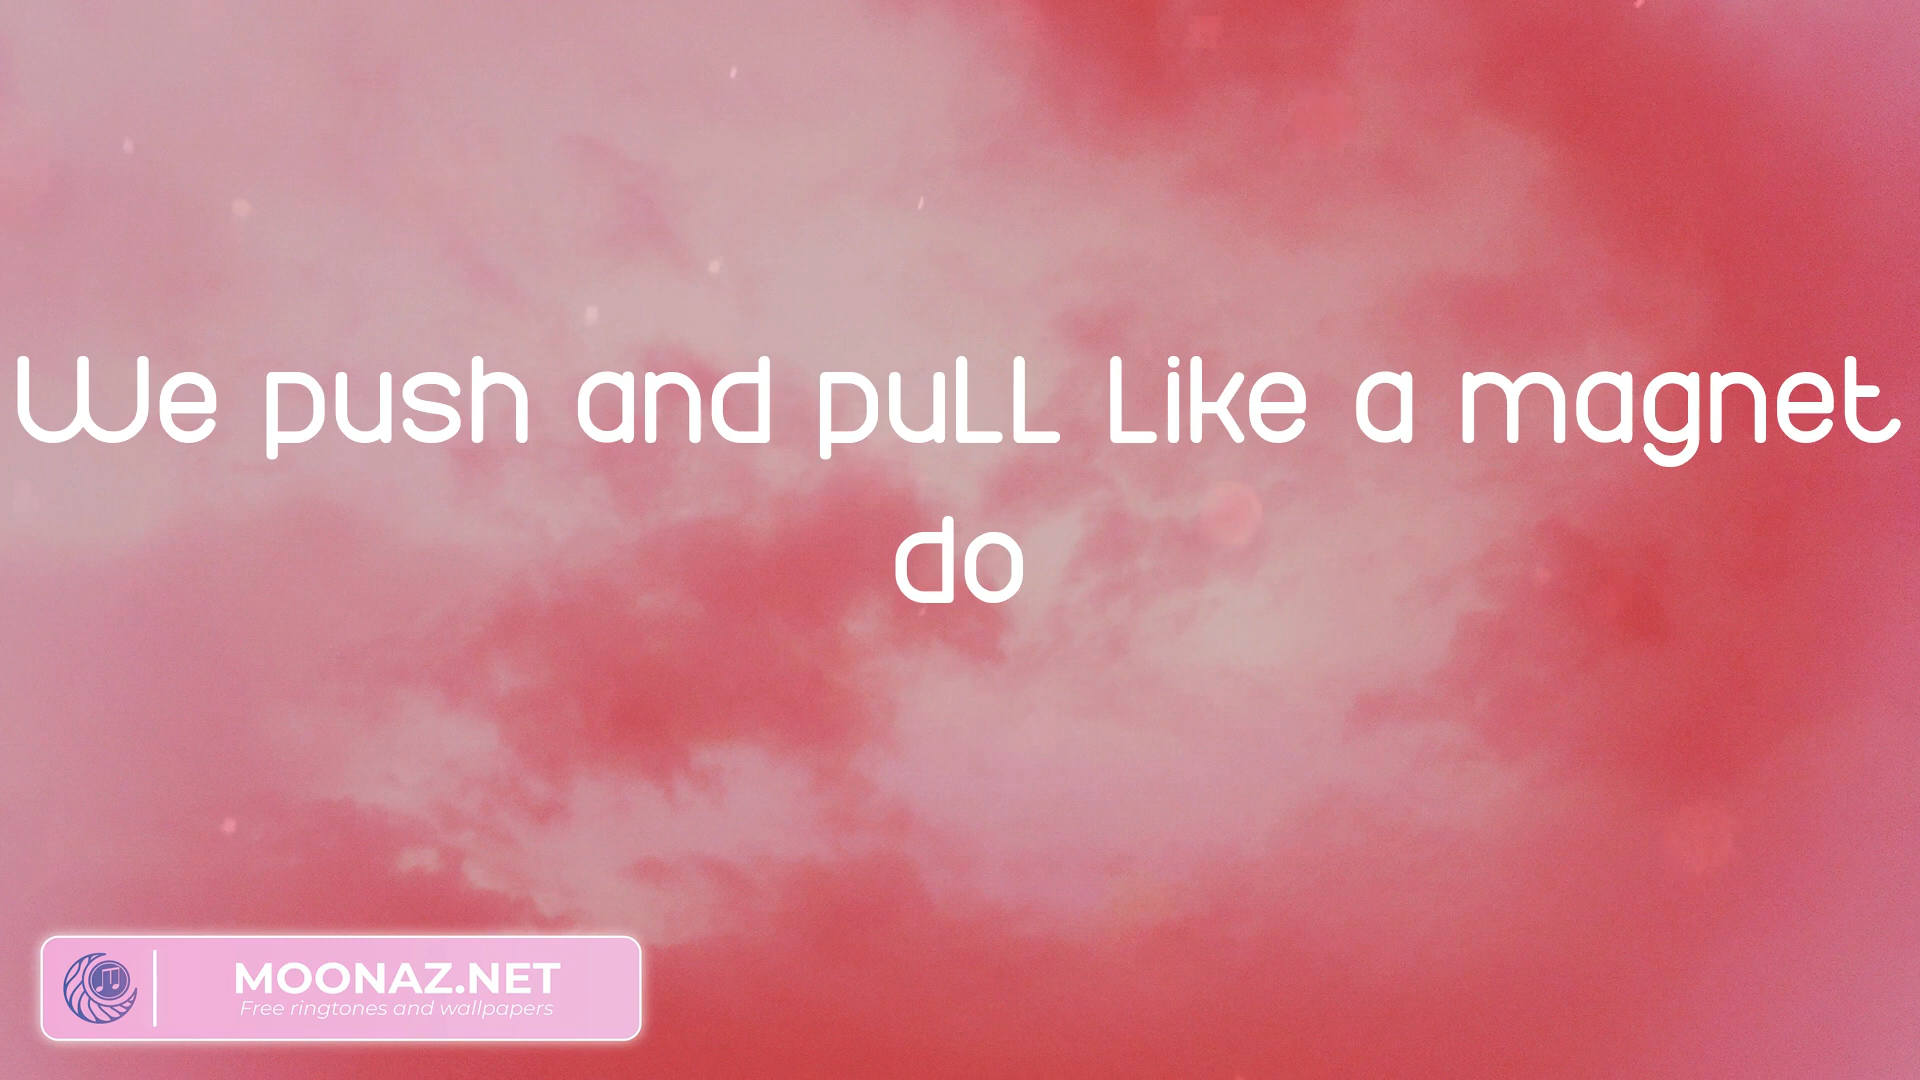 We push and pull like a magnet
do
MOONAZ.NET
Free ringtones and wallpapers